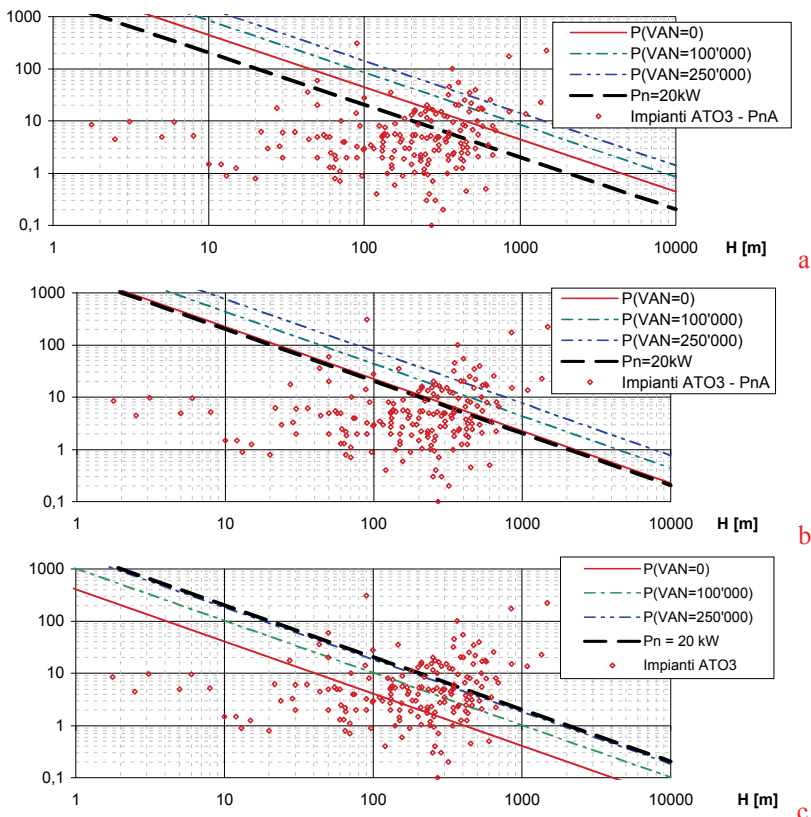 1000
100
10
1
0,1
1
10
100
1000
10000
H [m]
P(VAN=0)
P(VAN=100'000)
P(VAN=250'000)
Pn=20kW
Impianti ATO3 - PnA
a
1000
100
10
1
0,1
1
10
100
1000
10000
H [m]
P(VAN=0)
P(VAN=100'000)
P(VAN=250'000)
Pn=20kW
Impianti ATO3 - PnA
b
1000
100
10
1
0,1
1
10
100
1000
10000
H [m]
P(VAN=0)
P(VAN=100'000)
P(VAN=250'000)
Pn = 20 kW
Impianti ATO3
c